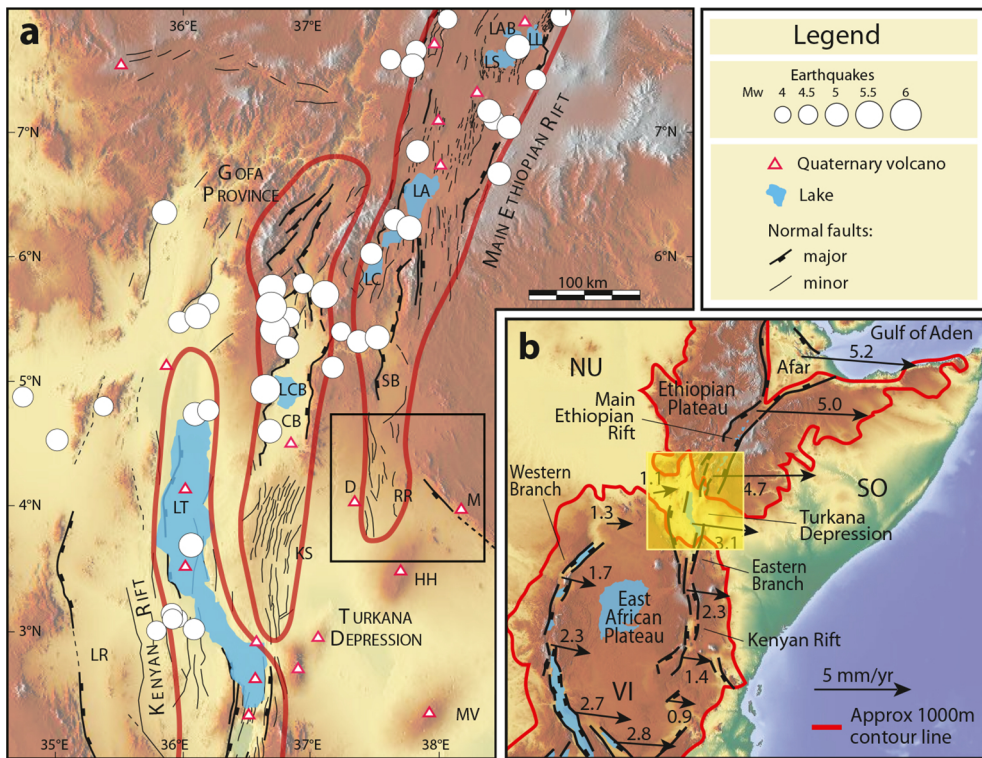 a
36°E
37°E
LAB
LL
LS
7°N
7°N
MAIN ETHIOPIAN RIFT
GOFA
PROVINCE
LA
6°N
6°N
LC
100 km
5°N
SB
LCB
CB
4°N
D
RR
M
LT
KS
HH
TURKANA
DEPRESSION
3°N
3°N
KENYAN RIFT
LR
MV
35°E
36°E
37°E
38°E
Legend
Earthquakes
Mw 4 4.5 5 5.5 6
Quaternary volcano
Lake
Normal faults:
major
minor
b
Gulf of Aden
NU
Afar
5.2
Ethiopian
Plateau
5.0
Main
Ethiopian
Rift
Western
Branch
1.1
4.7
SO
1.3
Turkana
Depression
3.1
1.7
Eastern
Branch
East
African
Plateau
2.3
2.3
Kenyan Rift
1.4
VI
5 mm/yr
2.7
0.9
Approx 1000m
contour line
2.8